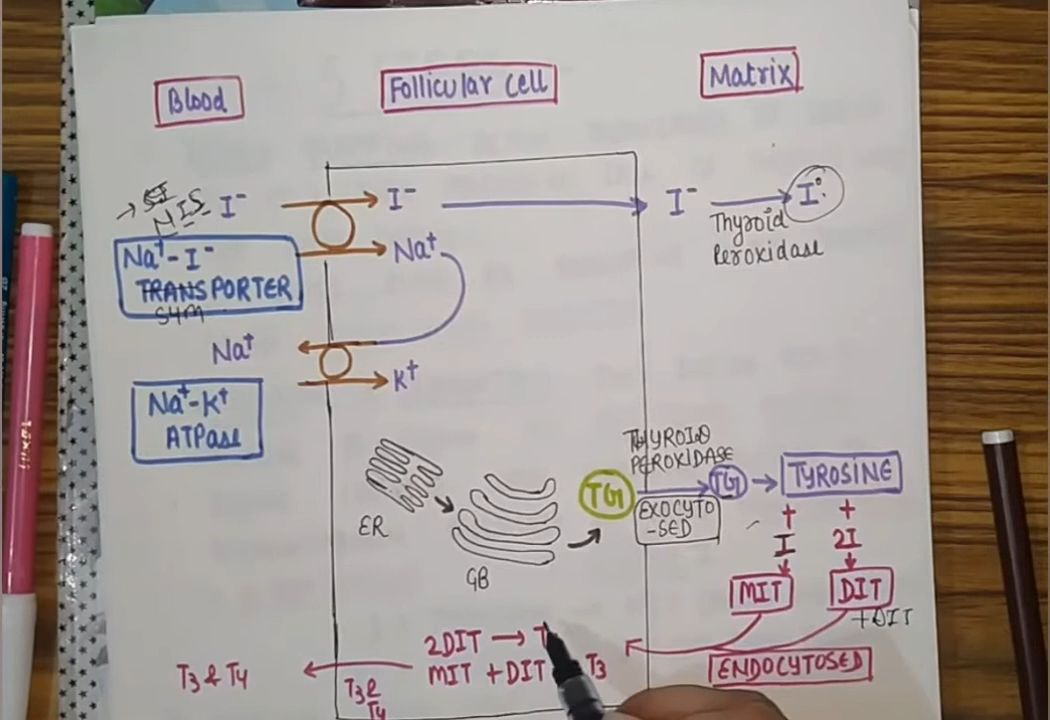 Blood
Follicular cell
Matrix
NIS
I⁻
I⁻
I⁻
I°
Thyroid
Peroxidase
Na⁺-I⁻
TRANSPORTER
SYM
Na⁺
Na⁺
K⁺
Na⁺-K⁺
ATPase
THYROID
PEROXIDASE
TG
TG
TYROSINE
EXOCYTO
-SED
ER
GB
+
+
I
2I
MIT
DIT
+DIT
2DIT → T
MIT + DIT T3
ENDOCYTOSED
T3 & T4
T3 &
T4